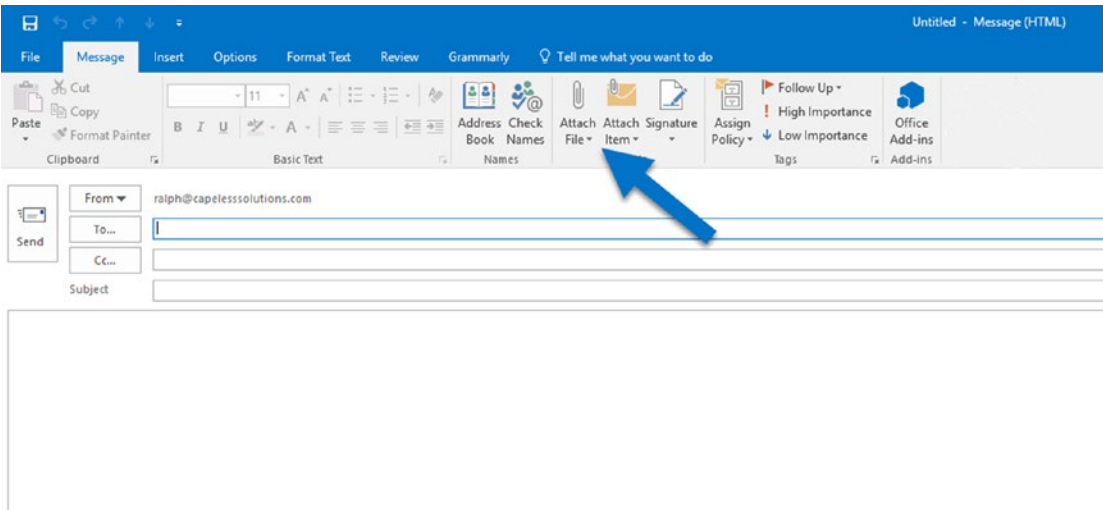 Untitled - Message (HTML)
File Message Insert Options Format Text Review Grammarly Tell me what you want to do
Paste
Cut
Copy
Format Painter
Clipboard
11
A A
B I U A
Basic Text
Address Book
Check Names
Names
Attach File
Attach Item
Signature
Assign Policy
Follow Up
! High Importance
Low Importance
Tags
Office Add-ins
Add-ins
Send
From ralph@capelesssolutions.com
To...
Cc...
Subject